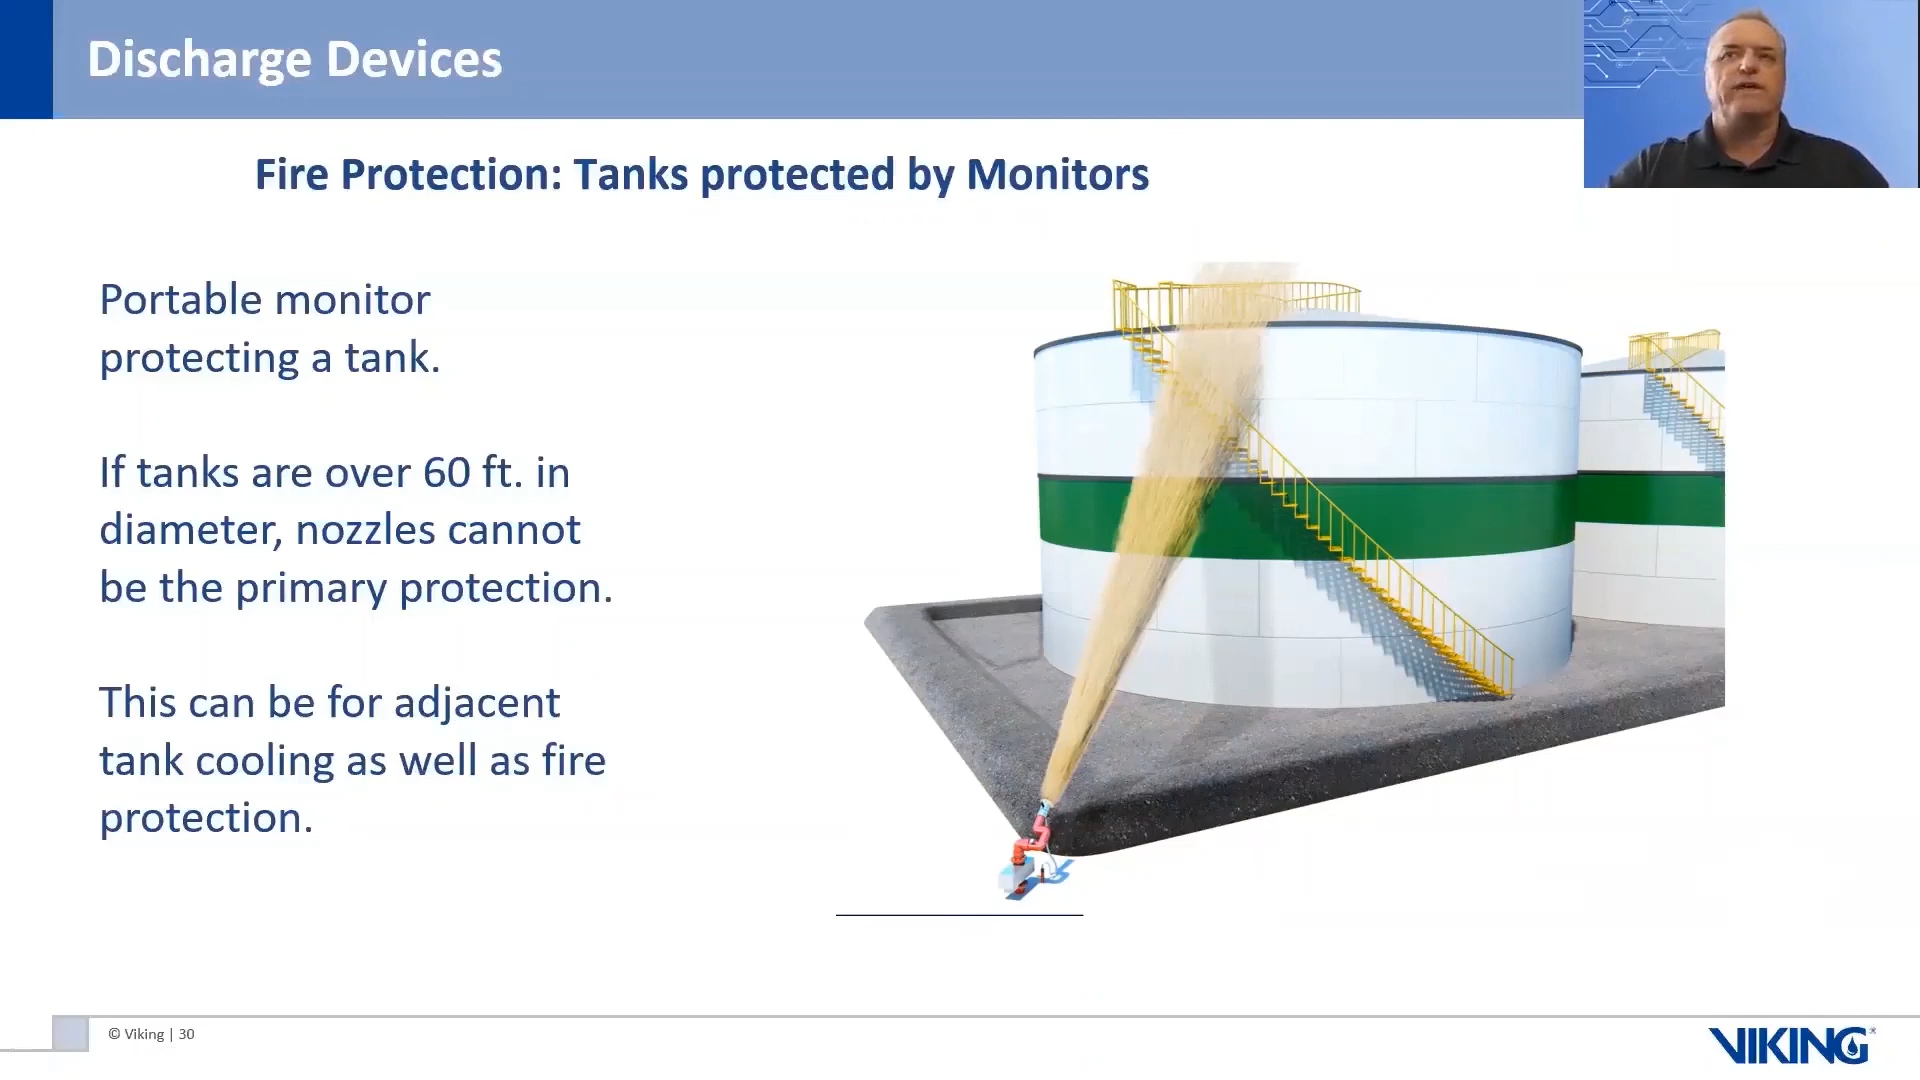 Discharge Devices
Fire Protection: Tanks protected by Monitors
Portable monitor
protecting a tank.
If tanks are over 60 ft. in
diameter, nozzles cannot
be the primary protection.
This can be for adjacent
tank cooling as well as fire
protection.
© Viking | 30
VIKING